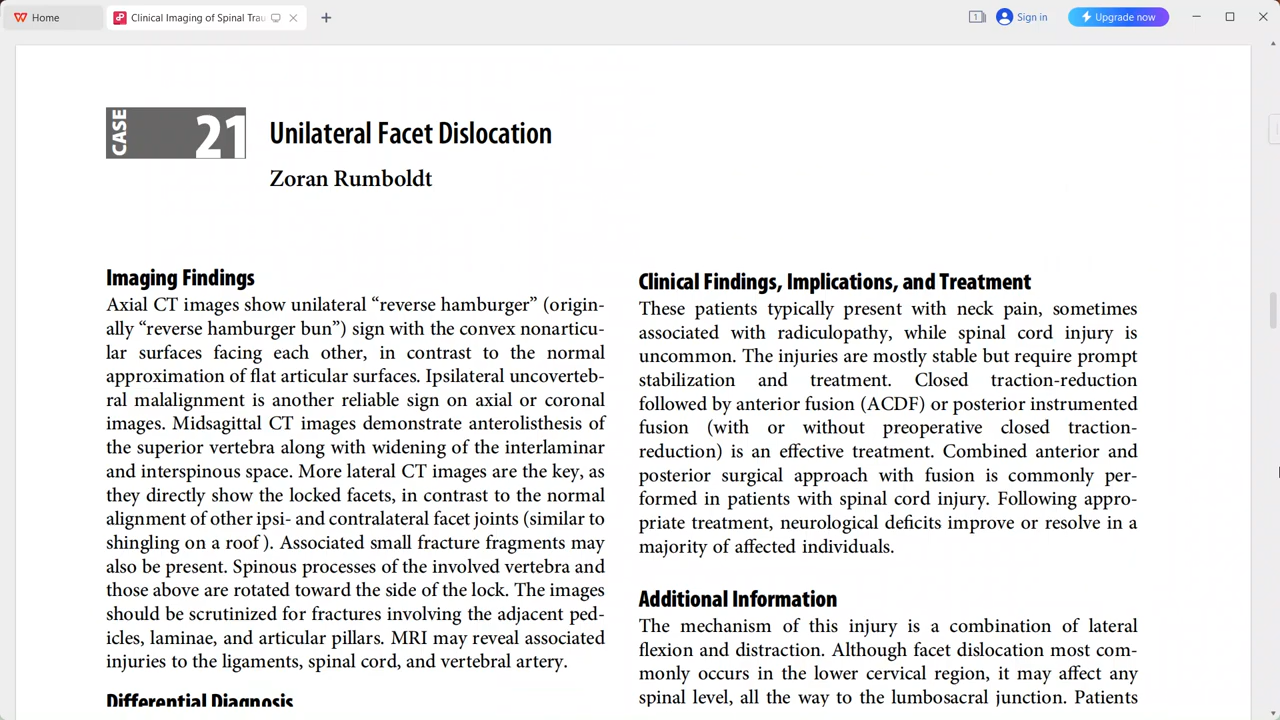 Home
Clinical Imaging of Spinal Trau
1
Sign in
Upgrade now
CASE 21
Unilateral Facet Dislocation
Zoran Rumboldt
Imaging Findings
Axial CT images show unilateral “reverse hamburger” (origin-
ally “reverse hamburger bun”) sign with the convex nonarticu-
lar surfaces facing each other, in contrast to the normal
approximation of flat articular surfaces. Ipsilateral uncoverteb-
ral malalignment is another reliable sign on axial or coronal
images. Midsagittal CT images demonstrate anterolisthesis of
the superior vertebra along with widening of the interlaminar
and interspinous space. More lateral CT images are the key, as
they directly show the locked facets, in contrast to the normal
alignment of other ipsi- and contralateral facet joints (similar to
shingling on a roof). Associated small fracture fragments may
also be present. Spinous processes of the involved vertebra and
those above are rotated toward the side of the lock. The images
should be scrutinized for fractures involving the adjacent ped-
icles, laminae, and articular pillars. MRI may reveal associated
injuries to the ligaments, spinal cord, and vertebral artery.
Differential Diagnosis
Clinical Findings, Implications, and Treatment
These patients typically present with neck pain, sometimes
associated with radiculopathy, while spinal cord injury is
uncommon. The injuries are mostly stable but require prompt
stabilization and treatment. Closed traction-reduction
followed by anterior fusion (ACDF) or posterior instrumented
fusion (with or without preoperative closed traction-
reduction) is an effective treatment. Combined anterior and
posterior surgical approach with fusion is commonly per-
formed in patients with spinal cord injury. Following appro-
priate treatment, neurological deficits improve or resolve in a
majority of affected individuals.
Additional Information
The mechanism of this injury is a combination of lateral
flexion and distraction. Although facet dislocation most com-
monly occurs in the lower cervical region, it may affect any
spinal level, all the way to the lumbosacral junction. Patients